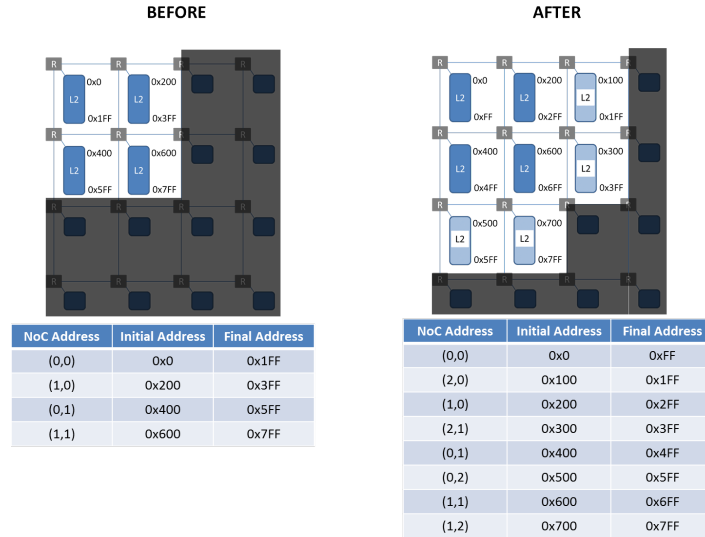 BEFORE
R R R R
0x0 0x200
L2 L2
0x1FF 0x3FF
R R R R
0x400 0x600
L2 L2
0x5FF 0x7FF
R R R R
R R R R
NoC Address Initial Address Final Address
(0,0) 0x0 0x1FF
(1,0) 0x200 0x3FF
(0,1) 0x400 0x5FF
(1,1) 0x600 0x7FF
AFTER
R R R R
0x0 0x200 0x100
L2 L2 L2
0xFF 0x2FF 0x1FF
R R R R
0x400 0x600 0x300
L2 L2 L2
0x4FF 0x6FF 0x3FF
R R R R
0x500 0x700
L2 L2
0x5FF 0x7FF
R R R R
NoC Address Initial Address Final Address
(0,0) 0x0 0xFF
(2,0) 0x100 0x1FF
(1,0) 0x200 0x2FF
(2,1) 0x300 0x3FF
(0,1) 0x400 0x4FF
(0,2) 0x500 0x5FF
(1,1) 0x600 0x6FF
(1,2) 0x700 0x7FF